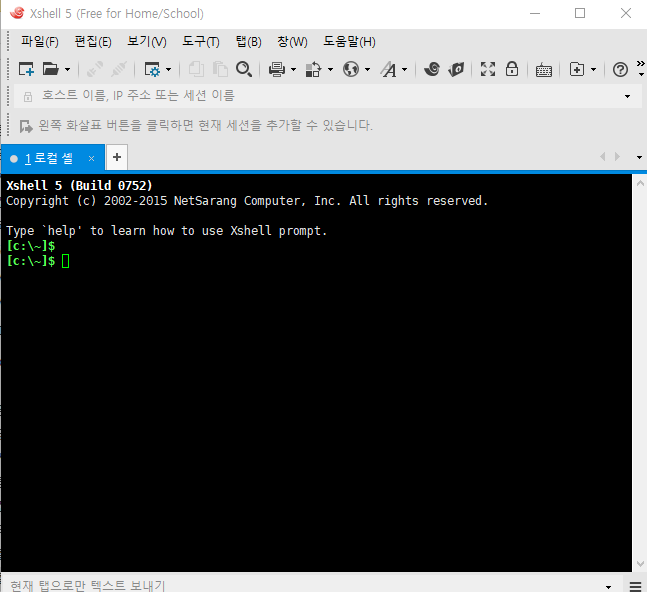 Xshell 5 (Free for Home/School)
파일(F) 편집(E) 보기(V) 도구(T) 탭(B) 창(W) 도움말(H)
호스트 이름, IP 주소 또는 세션 이름
왼쪽 화살표 버튼을 클릭하면 현재 세션을 추가할 수 있습니다.
1 로컬 셸
Xshell 5 (Build 0752)
Copyright (c) 2002-2015 NetSarang Computer, Inc. All rights reserved.
Type `help' to learn how to use Xshell prompt.
[c:\~]$
[c:\~]$
현재 탭으로만 텍스트 보내기